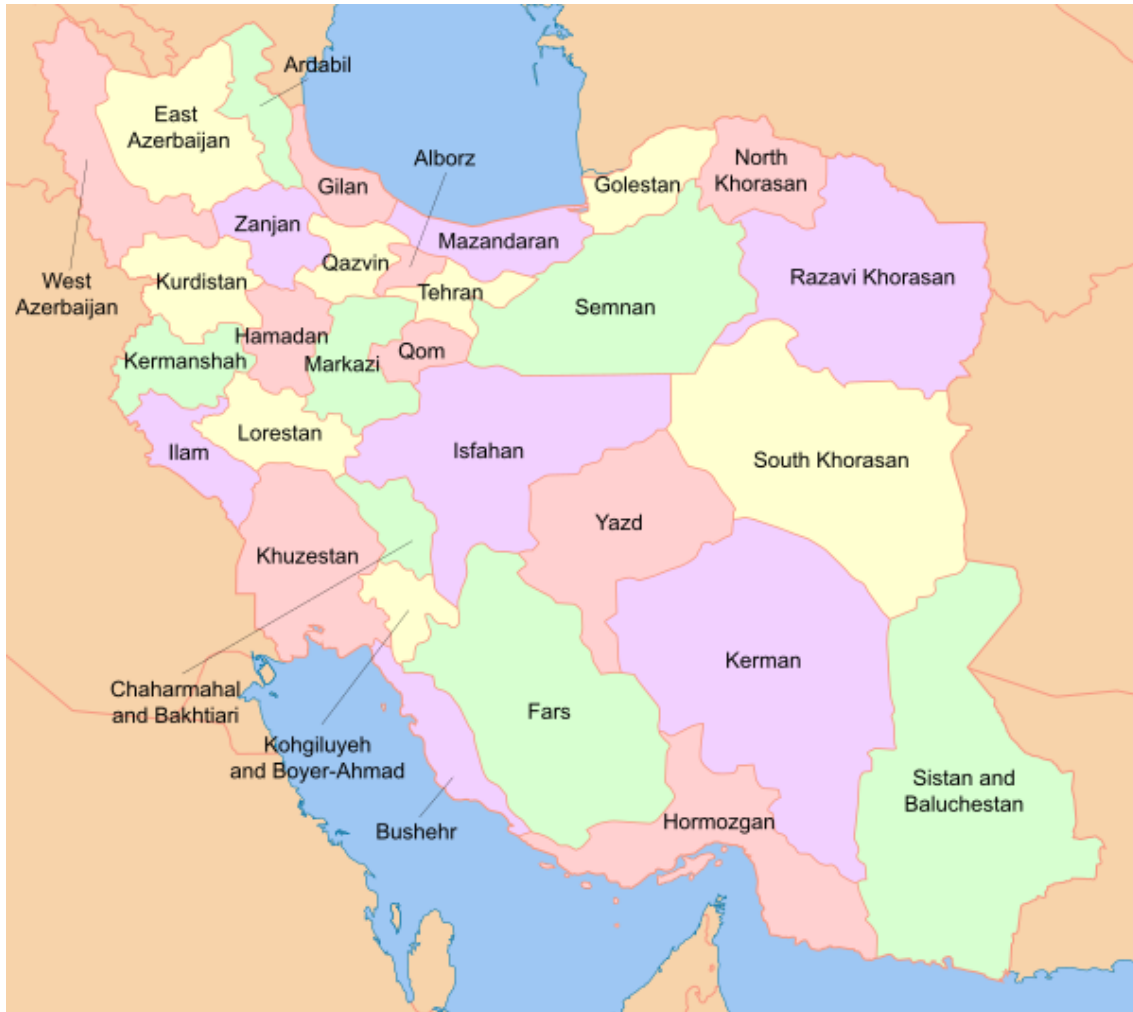 Ardabil
East
Azerbaijan
Alborz
North
Khorasan
Gilan
Golestan
Zanjan
Mazandaran
Qazvin
Razavi Khorasan
West
Azerbaijan
Kurdistan
Tehran
Semnan
Hamadan
Qom
Kermanshah
Markazi
Lorestan
Ilam
Isfahan
South Khorasan
Yazd
Khuzestan
Kerman
Chaharmahal
and Bakhtiari
Fars
Kohgiluyeh
and Boyer-Ahmad
Sistan and
Baluchestan
Hormozgan
Bushehr